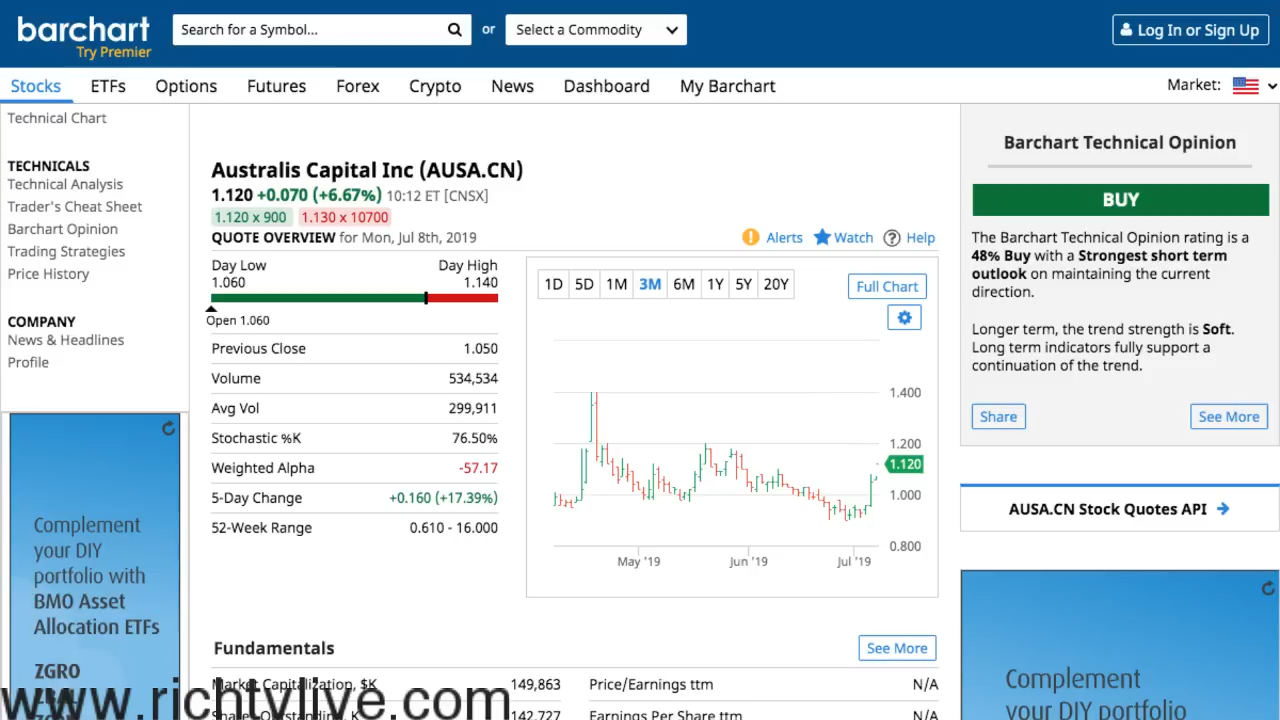 barchart
Try Premier
Search for a Symbol...
or
Select a Commodity
Log In or Sign Up
Stocks ETFs Options Futures Forex Crypto News Dashboard My Barchart
Market:
Technical Chart
TECHNICALS
Technical Analysis
Trader's Cheat Sheet
Barchart Opinion
Trading Strategies
Price History
COMPANY
News & Headlines
Profile
Complement
your DIY
portfolio with
BMO Asset
Allocation ETFs
ZGRO
www.richtvlive.com
Australis Capital Inc (AUSA.CN)
1.120 +0.070 (+6.67%) 10:12 ET [CNSX]
1.120 x 900 1.130 x 10700
QUOTE OVERVIEW for Mon, Jul 8th, 2019
Alerts Watch Help
Day Low Day High
1.060 1.140
Open 1.060
Previous Close 1.050
Volume 534,534
Avg Vol 299,911
Stochastic %K 76.50%
Weighted Alpha -57.17
5-Day Change +0.160 (+17.39%)
52-Week Range 0.610 - 16.000
1D 5D 1M 3M 6M 1Y 5Y 20Y
Full Chart
1.400
1.200
1.120
1.000
0.800
May '19 Jun '19 Jul '19
Fundamentals
See More
Market Capitalization, $K 149,863 Price/Earnings ttm N/A
Shares Outstanding, K 142,727 Earnings Per Share ttm N/A
Barchart Technical Opinion
BUY
The Barchart Technical Opinion rating is a
48% Buy with a Strongest short term
outlook on maintaining the current
direction.
Longer term, the trend strength is Soft.
Long term indicators fully support a
continuation of the trend.
Share See More
AUSA.CN Stock Quotes API
Complement
your DIY portfolio